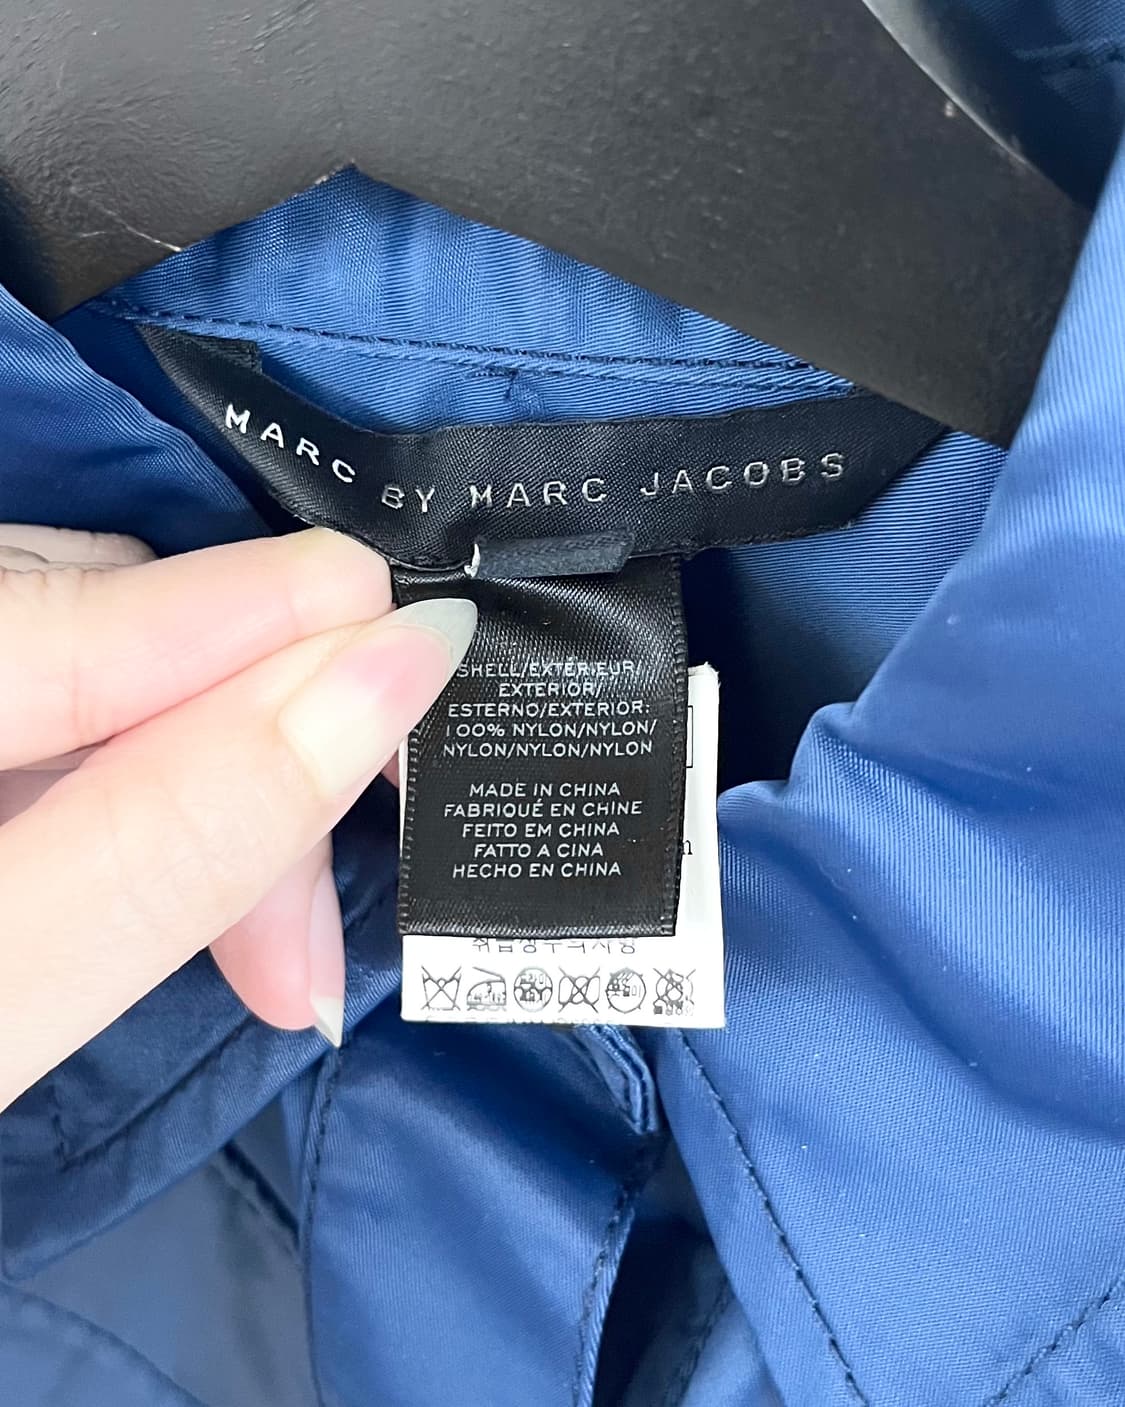 MARC BY MARC JACOBS
SHELL/EXTÉRIEUR/
EXTERIOR/
ESTERNO/EXTERIOR:
100% NYLON/NYLON/
NYLON/NYLON/NYLON
MADE IN CHINA
FABRIQUÉ EN CHINE
FEITO EM CHINA
FATTO A CINA
HECHO EN CHINA